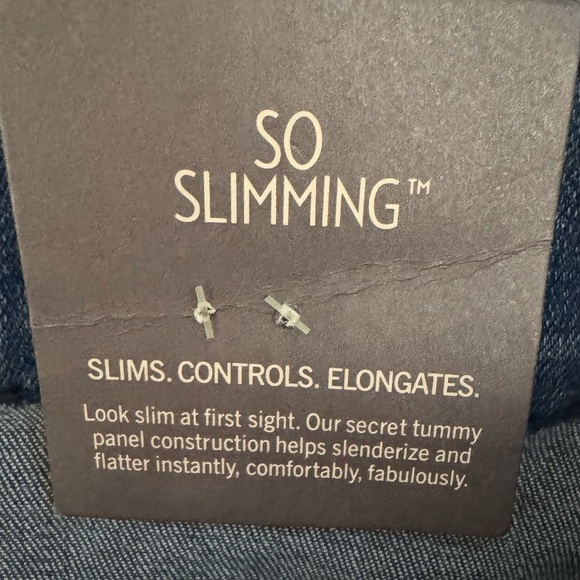 SO
SLIMMING™
SLIMS. CONTROLS. ELONGATES.
Look slim at first sight. Our secret tummy
panel construction helps slenderize and
flatter instantly, comfortably, fabulously.